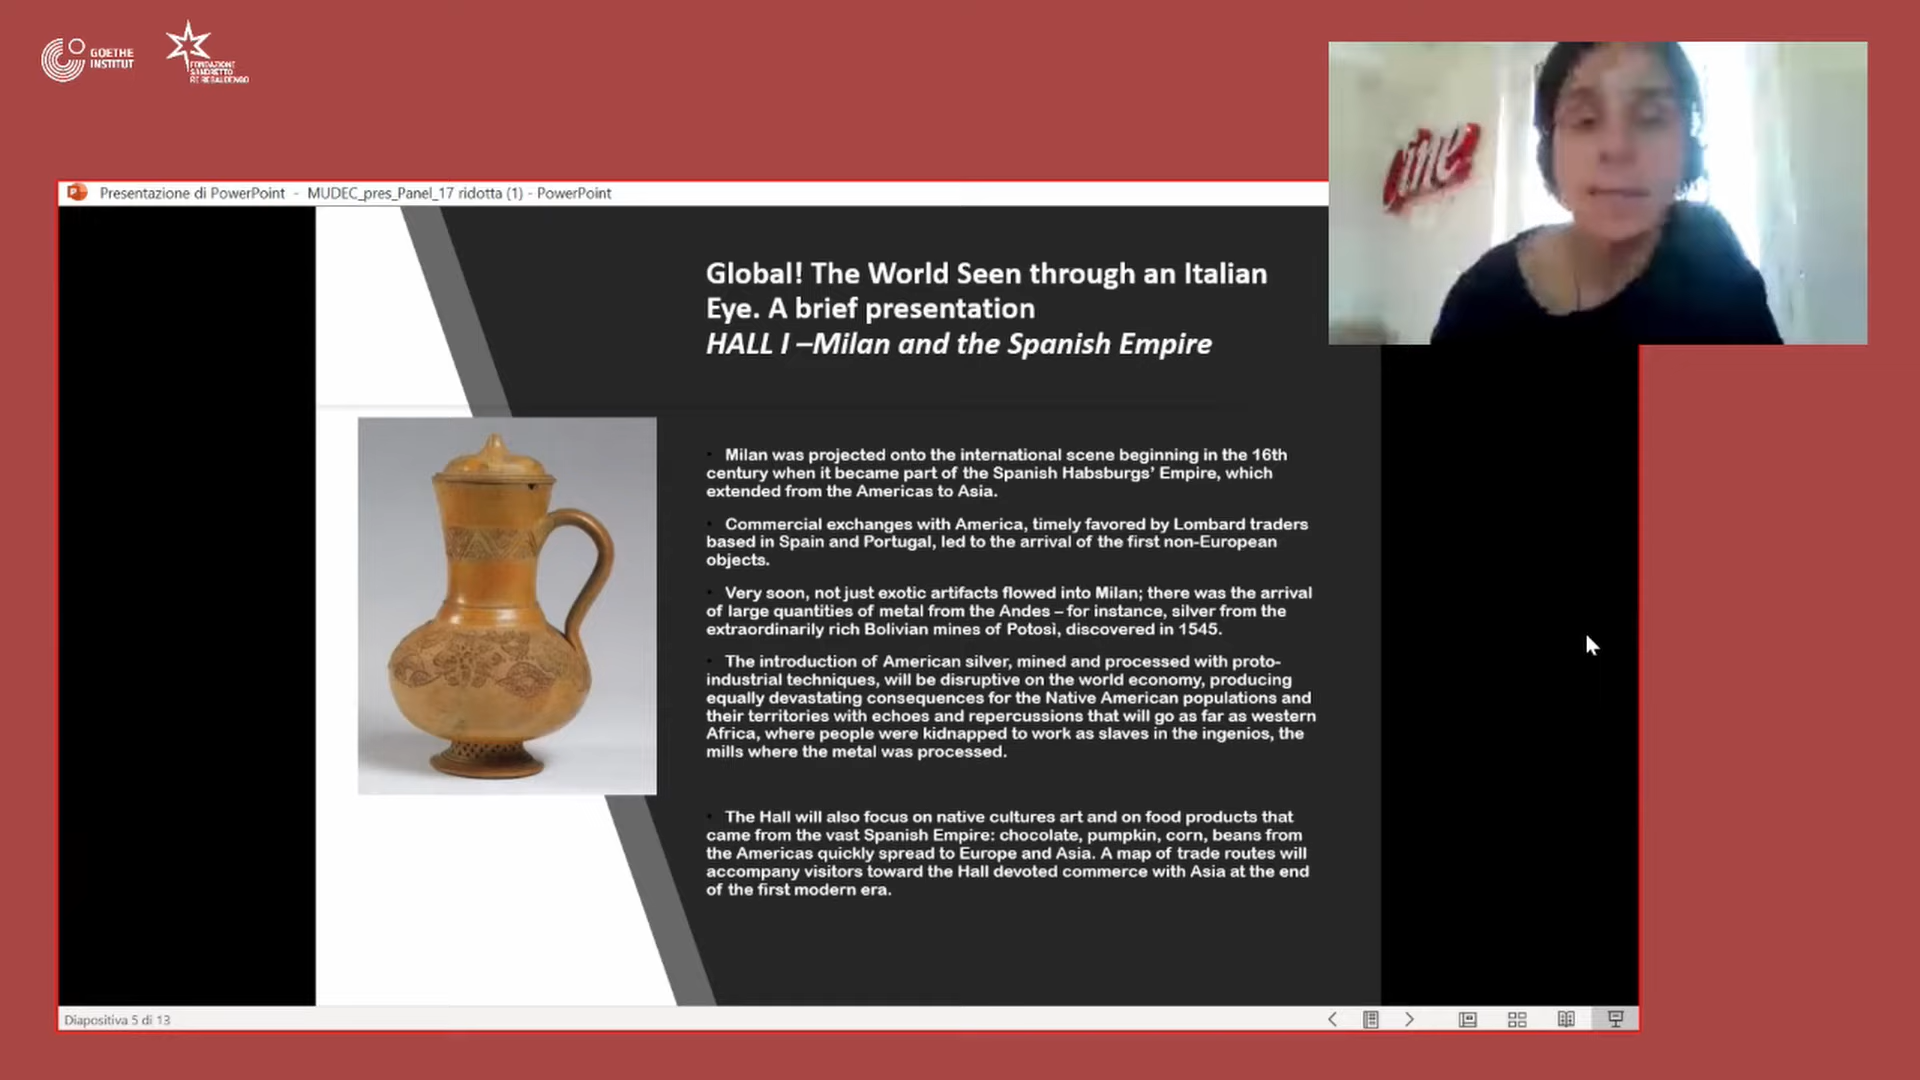 GOETHE
INSTITUT
FONDAZIONE
SANDRETTO
RE REBAUDENGO
Presentazione di PowerPoint - MUDEC_pres_Panel_17 ridotta (1) - PowerPoint
cine
Global! The World Seen through an Italian
Eye. A brief presentation
HALL I –Milan and the Spanish Empire
Milan was projected onto the international scene beginning in the 16th
century when it became part of the Spanish Habsburgs’ Empire, which
extended from the Americas to Asia.
Commercial exchanges with America, timely favored by Lombard traders
based in Spain and Portugal, led to the arrival of the first non-European
objects.
Very soon, not just exotic artifacts flowed into Milan; there was the arrival
of large quantities of metal from the Andes – for instance, silver from the
extraordinarily rich Bolivian mines of Potosì, discovered in 1545.
The introduction of American silver, mined and processed with proto-
industrial techniques, will be disruptive on the world economy, producing
equally devastating consequences for the Native American populations and
their territories with echoes and repercussions that will go as far as western
Africa, where people were kidnapped to work as slaves in the ingenios, the
mills where the metal was processed.
The Hall will also focus on native cultures art and on food products that
came from the vast Spanish Empire: chocolate, pumpkin, corn, beans from
the Americas quickly spread to Europe and Asia. A map of trade routes will
accompany visitors toward the Hall devoted commerce with Asia at the end
of the first modern era.
Diapositiva 5 di 13